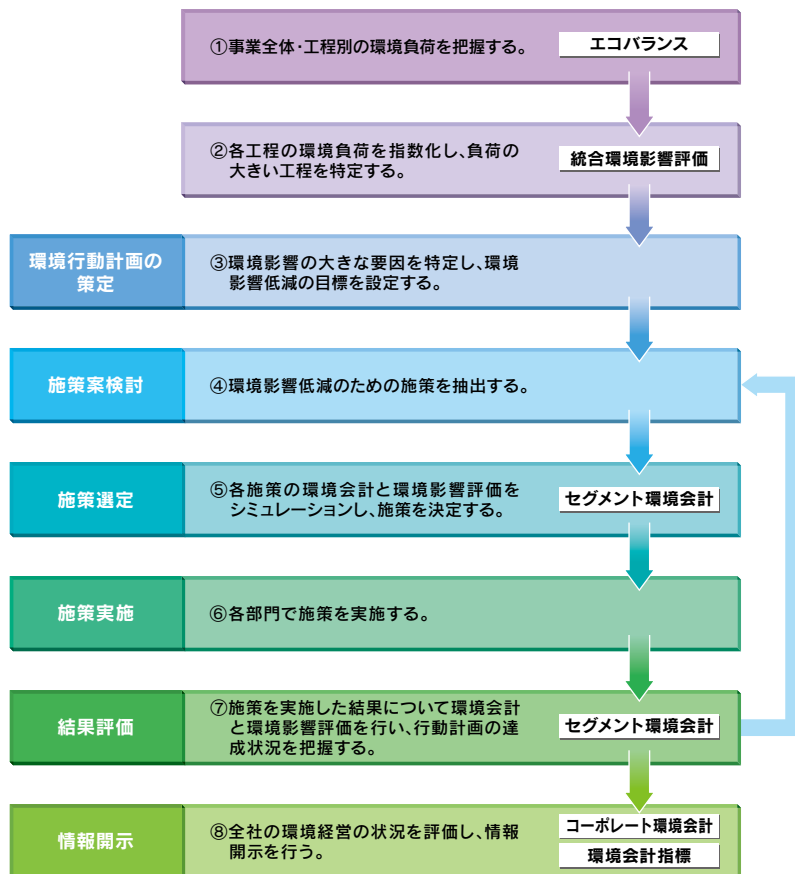 ①事業全体・工程別の環境負荷を把握する。
エコバランス
②各工程の環境負荷を指数化し、負荷の
大きい工程を特定する。
統合環境影響評価
環境行動計画の
策定
③環境影響の大きな要因を特定し、環境
影響低減の目標を設定する。
施策案検討
④環境影響低減のための施策を抽出する。
施策選定
⑤各施策の環境会計と環境影響評価を
シミュレーションし、施策を決定する。
セグメント環境会計
施策実施
⑥各部門で施策を実施する。
結果評価
⑦施策を実施した結果について環境会計
と環境影響評価を行い、行動計画の達
成状況を把握する。
セグメント環境会計
情報開示
⑧全社の環境経営の状況を評価し、情報
開示を行う。
コーポレート環境会計
環境会計指標